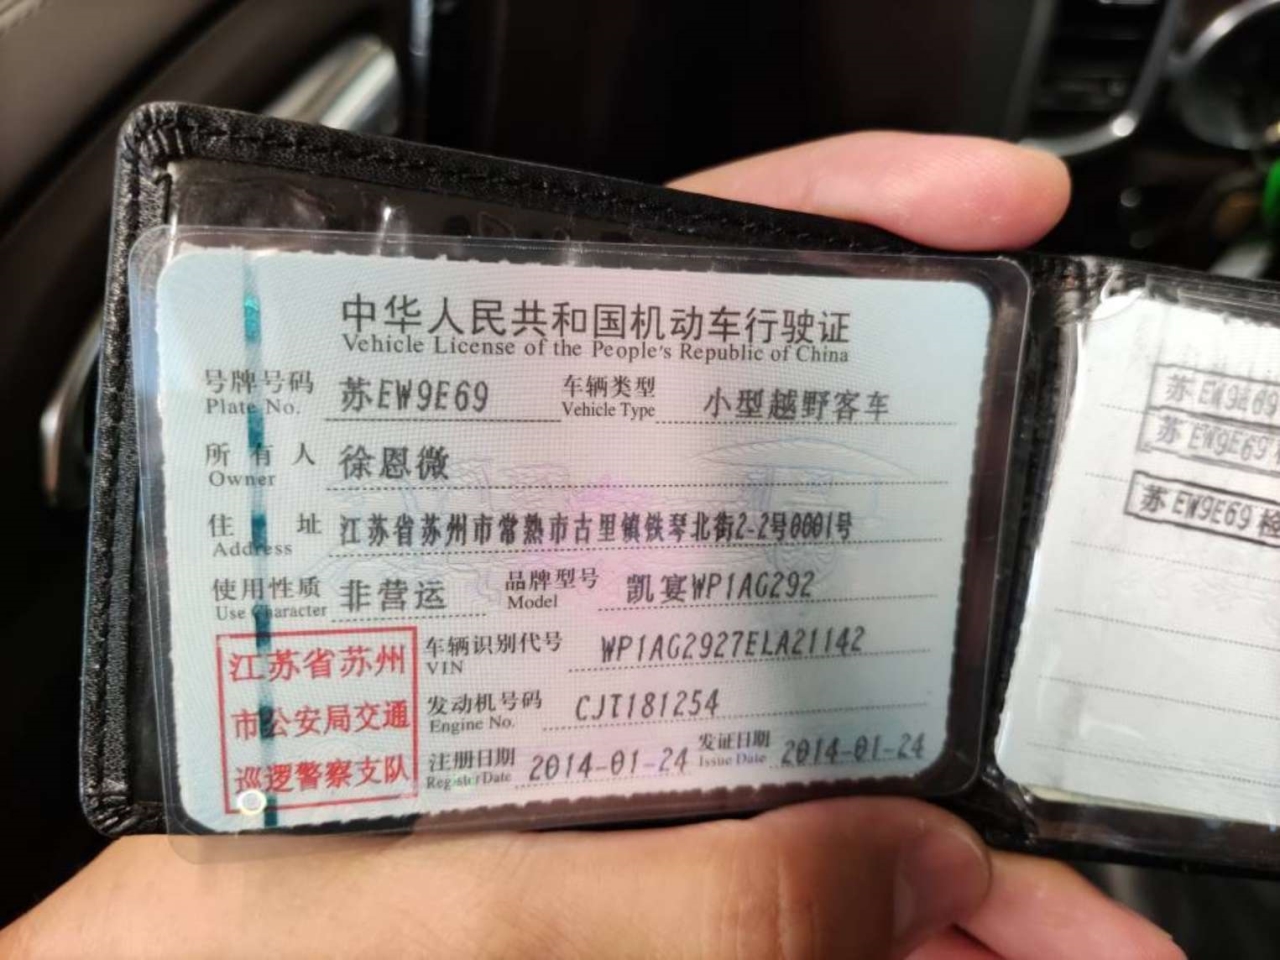 中华人民共和国机动车行驶证
Vehicle License of the People's Republic of China
号牌号码 苏EW9E69 车辆类型 小型越野客车
Plate No. Vehicle Type
所有人 徐恩微
Owner
住址 江苏省苏州市常熟市古里镇铁琴北街2-2号0001号
Address
使用性质 非营运 品牌型号 凯宴WP1AG292
Use Character Model
车辆识别代号 WP1AG2927ELA21142
VIN
发动机号码 CJT181254
Engine No.
注册日期 2014-01-24 发证日期 2014-01-24
Register Date Issue Date
江苏省苏州
市公安局交通
巡逻警察支队
苏EW9E69
苏EW9E69
苏EW9E69